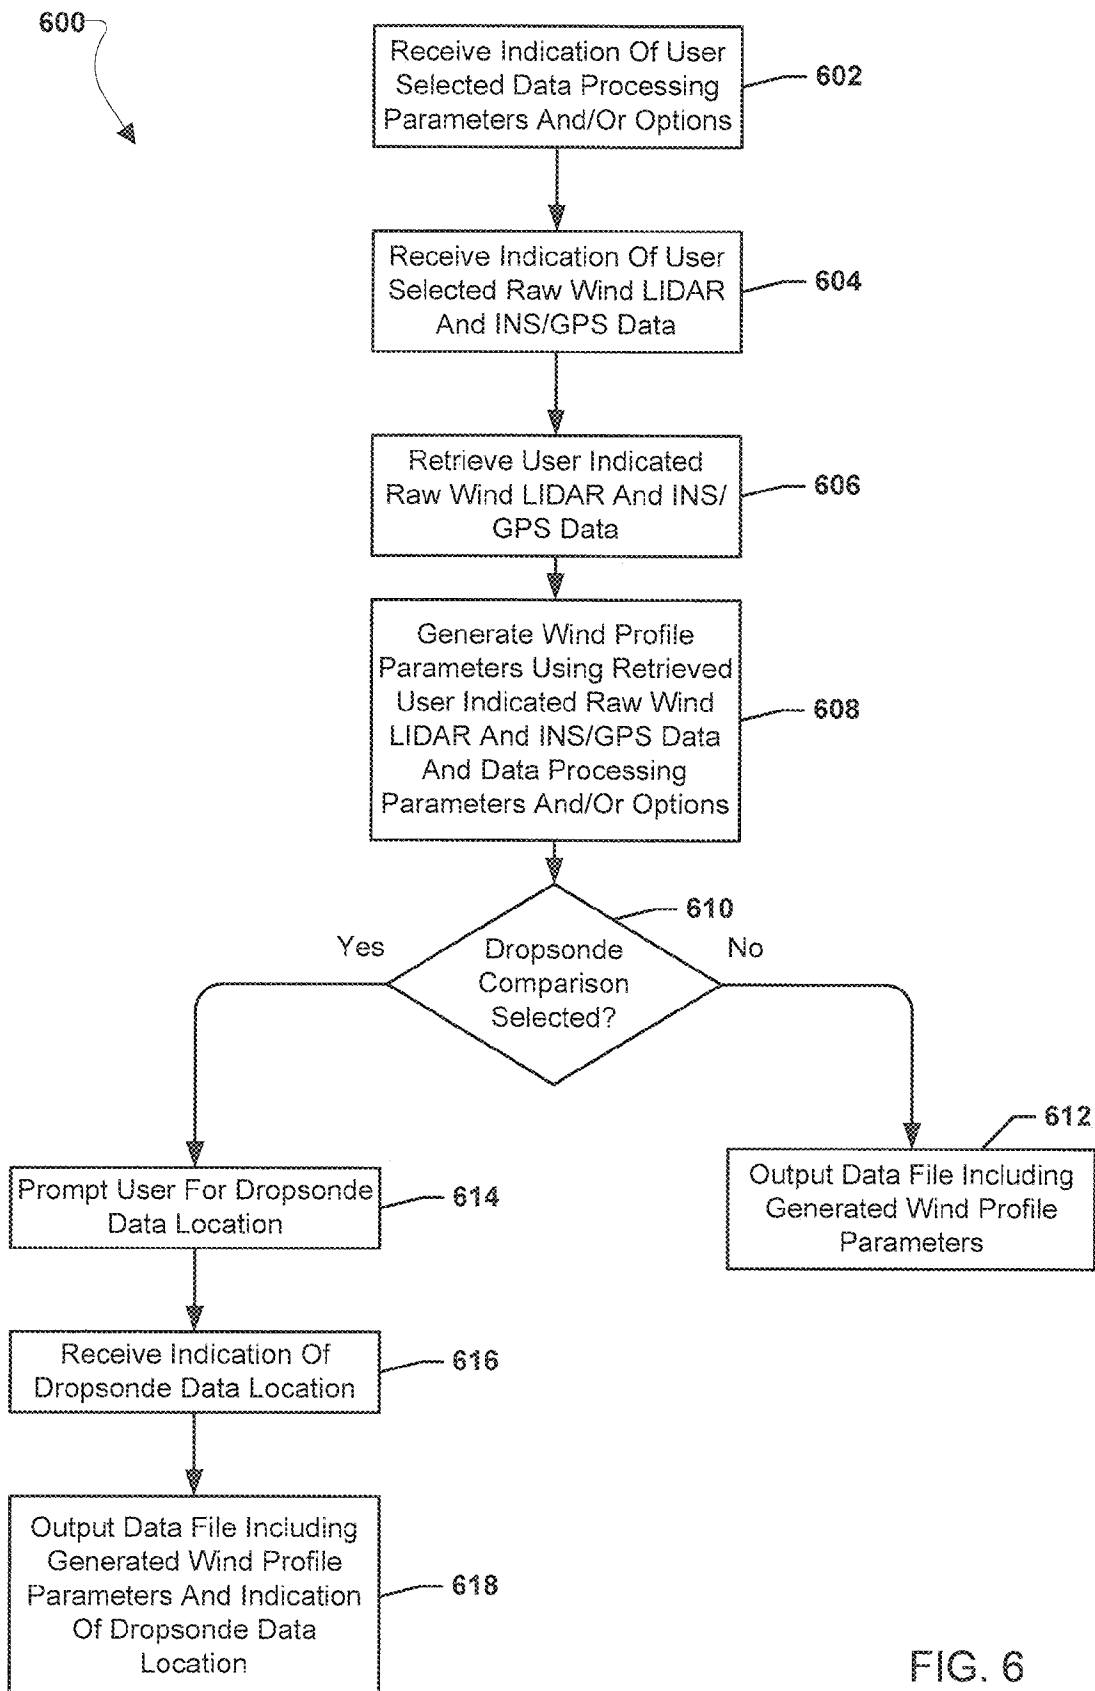 600
Receive Indication Of User
Selected Data Processing
Parameters And/Or Options
602
Receive Indication Of User
Selected Raw Wind LIDAR
And INS/GPS Data
604
Retrieve User Indicated
Raw Wind LIDAR And INS/
GPS Data
606
Generate Wind Profile
Parameters Using Retrieved
User Indicated Raw Wind
LIDAR And INS/GPS Data
And Data Processing
Parameters And/Or Options
608
610
Yes
Dropsonde
Comparison
Selected?
No
612
Output Data File Including
Generated Wind Profile
Parameters
Prompt User For Dropsonde
Data Location
614
Receive Indication Of
Dropsonde Data Location
616
Output Data File Including
Generated Wind Profile
Parameters And Indication
Of Dropsonde Data
Location
618
FIG. 6